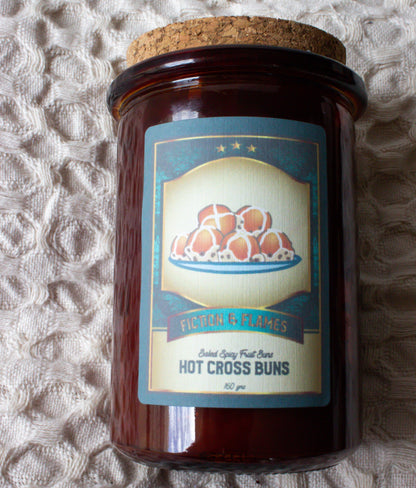 FICTION & FLAMES
Baked Spicy Fruit Buns
HOT CROSS BUNS
160 gms